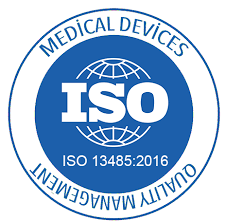 MEDICAL DEVICES
ISO
ISO 13485:2016
QUALITY MANAGEMENT